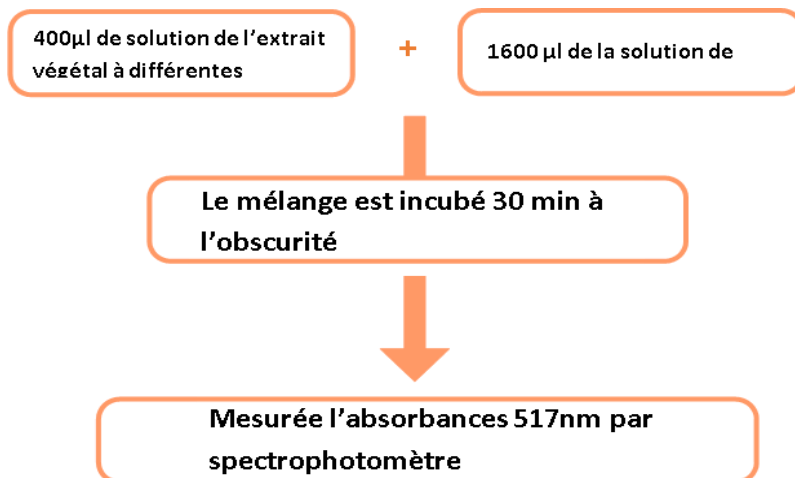 400µl de solution de l'extrait
végétal à différentes
+
1600 µl de la solution de
Le mélange est incubé 30 min à
l'obscurité
Mesurée l'absorbances 517nm par
spectrophotomètre